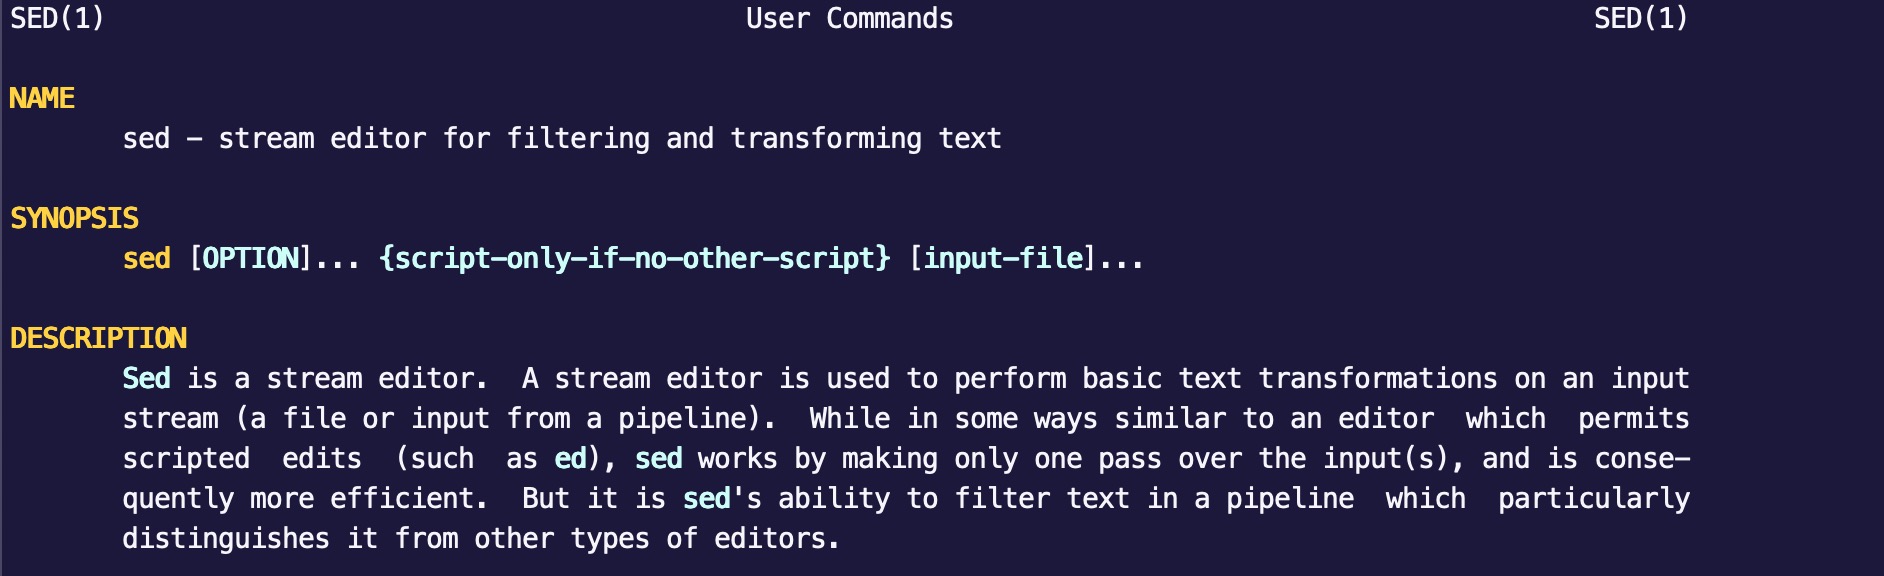 SED(1) User Commands SED(1)
NAME
sed - stream editor for filtering and transforming text
SYNOPSIS
sed [OPTION]... {script-only-if-no-other-script} [input-file]...
DESCRIPTION
Sed is a stream editor.  A stream editor is used to perform basic text transformations on an input
stream (a file or input from a pipeline).  While in some ways similar to an editor  which  permits
scripted  edits  (such  as ed), sed works by making only one pass over the input(s), and is conse-
quently more efficient.  But it is sed's ability to filter text in a pipeline  which  particularly
distinguishes it from other types of editors.